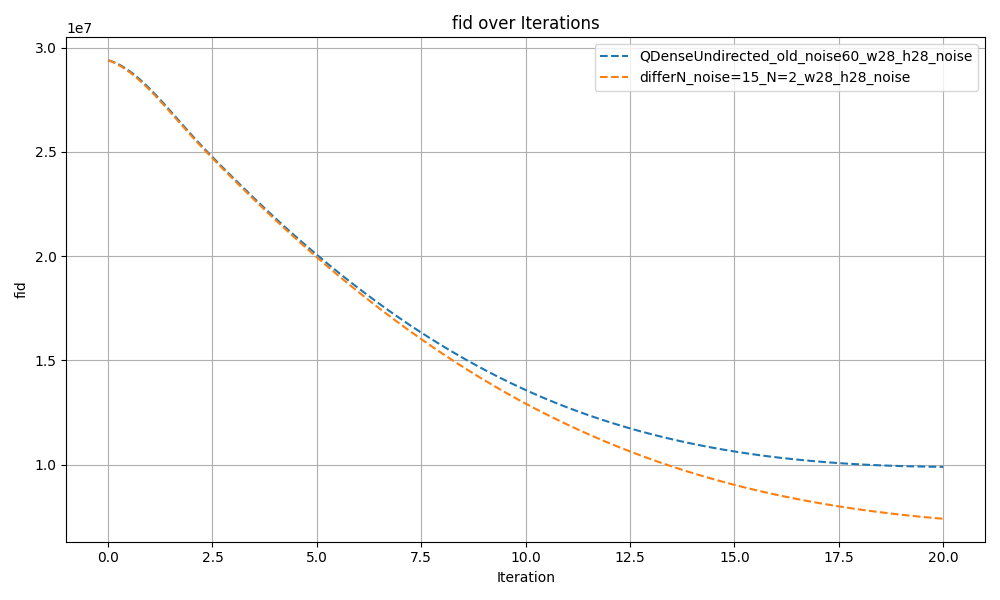 fid over Iterations
1e7
3.0
2.5
2.0
1.5
1.0
fid
QDenseUndirected_old_noise60_w28_h28_noise
differN_noise=15_N=2_w28_h28_noise
0.0 2.5 5.0 7.5 10.0 12.5 15.0 17.5 20.0
Iteration